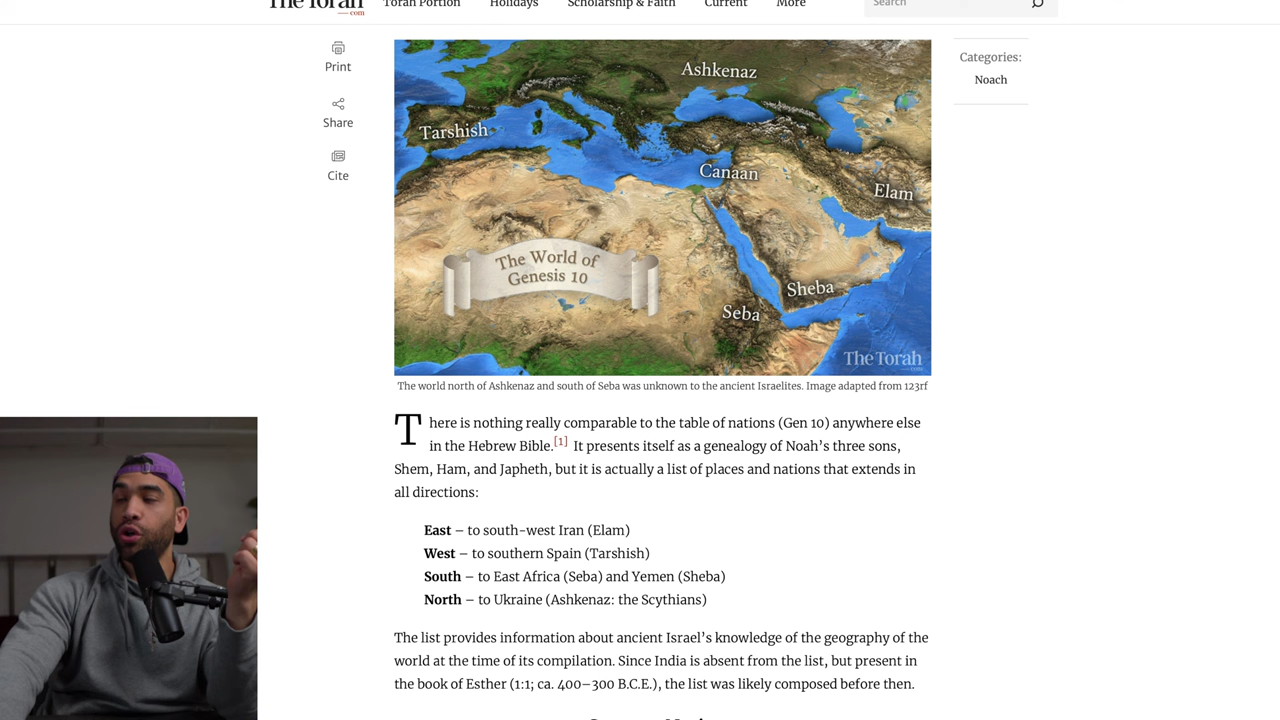 The Torah
.com
Torah Portion
Holidays
Scholarship & Faith
Current
More
Search
Print
Share
Cite
Ashkenaz
Tarshish
Canaan
Elam
The World of
Genesis 10
Sheba
Seba
The Torah
.com
Categories:
Noach
The world north of Ashkenaz and south of Seba was unknown to the ancient Israelites. Image adapted from 123rf
There is nothing really comparable to the table of nations (Gen 10) anywhere else
in the Hebrew Bible.[1] It presents itself as a genealogy of Noah’s three sons,
Shem, Ham, and Japheth, but it is actually a list of places and nations that extends in
all directions:
East – to south-west Iran (Elam)
West – to southern Spain (Tarshish)
South – to East Africa (Seba) and Yemen (Sheba)
North – to Ukraine (Ashkenaz: the Scythians)
The list provides information about ancient Israel’s knowledge of the geography of the
world at the time of its compilation. Since India is absent from the list, but present in
the book of Esther (1:1; ca. 400–300 B.C.E.), the list was likely composed before then.